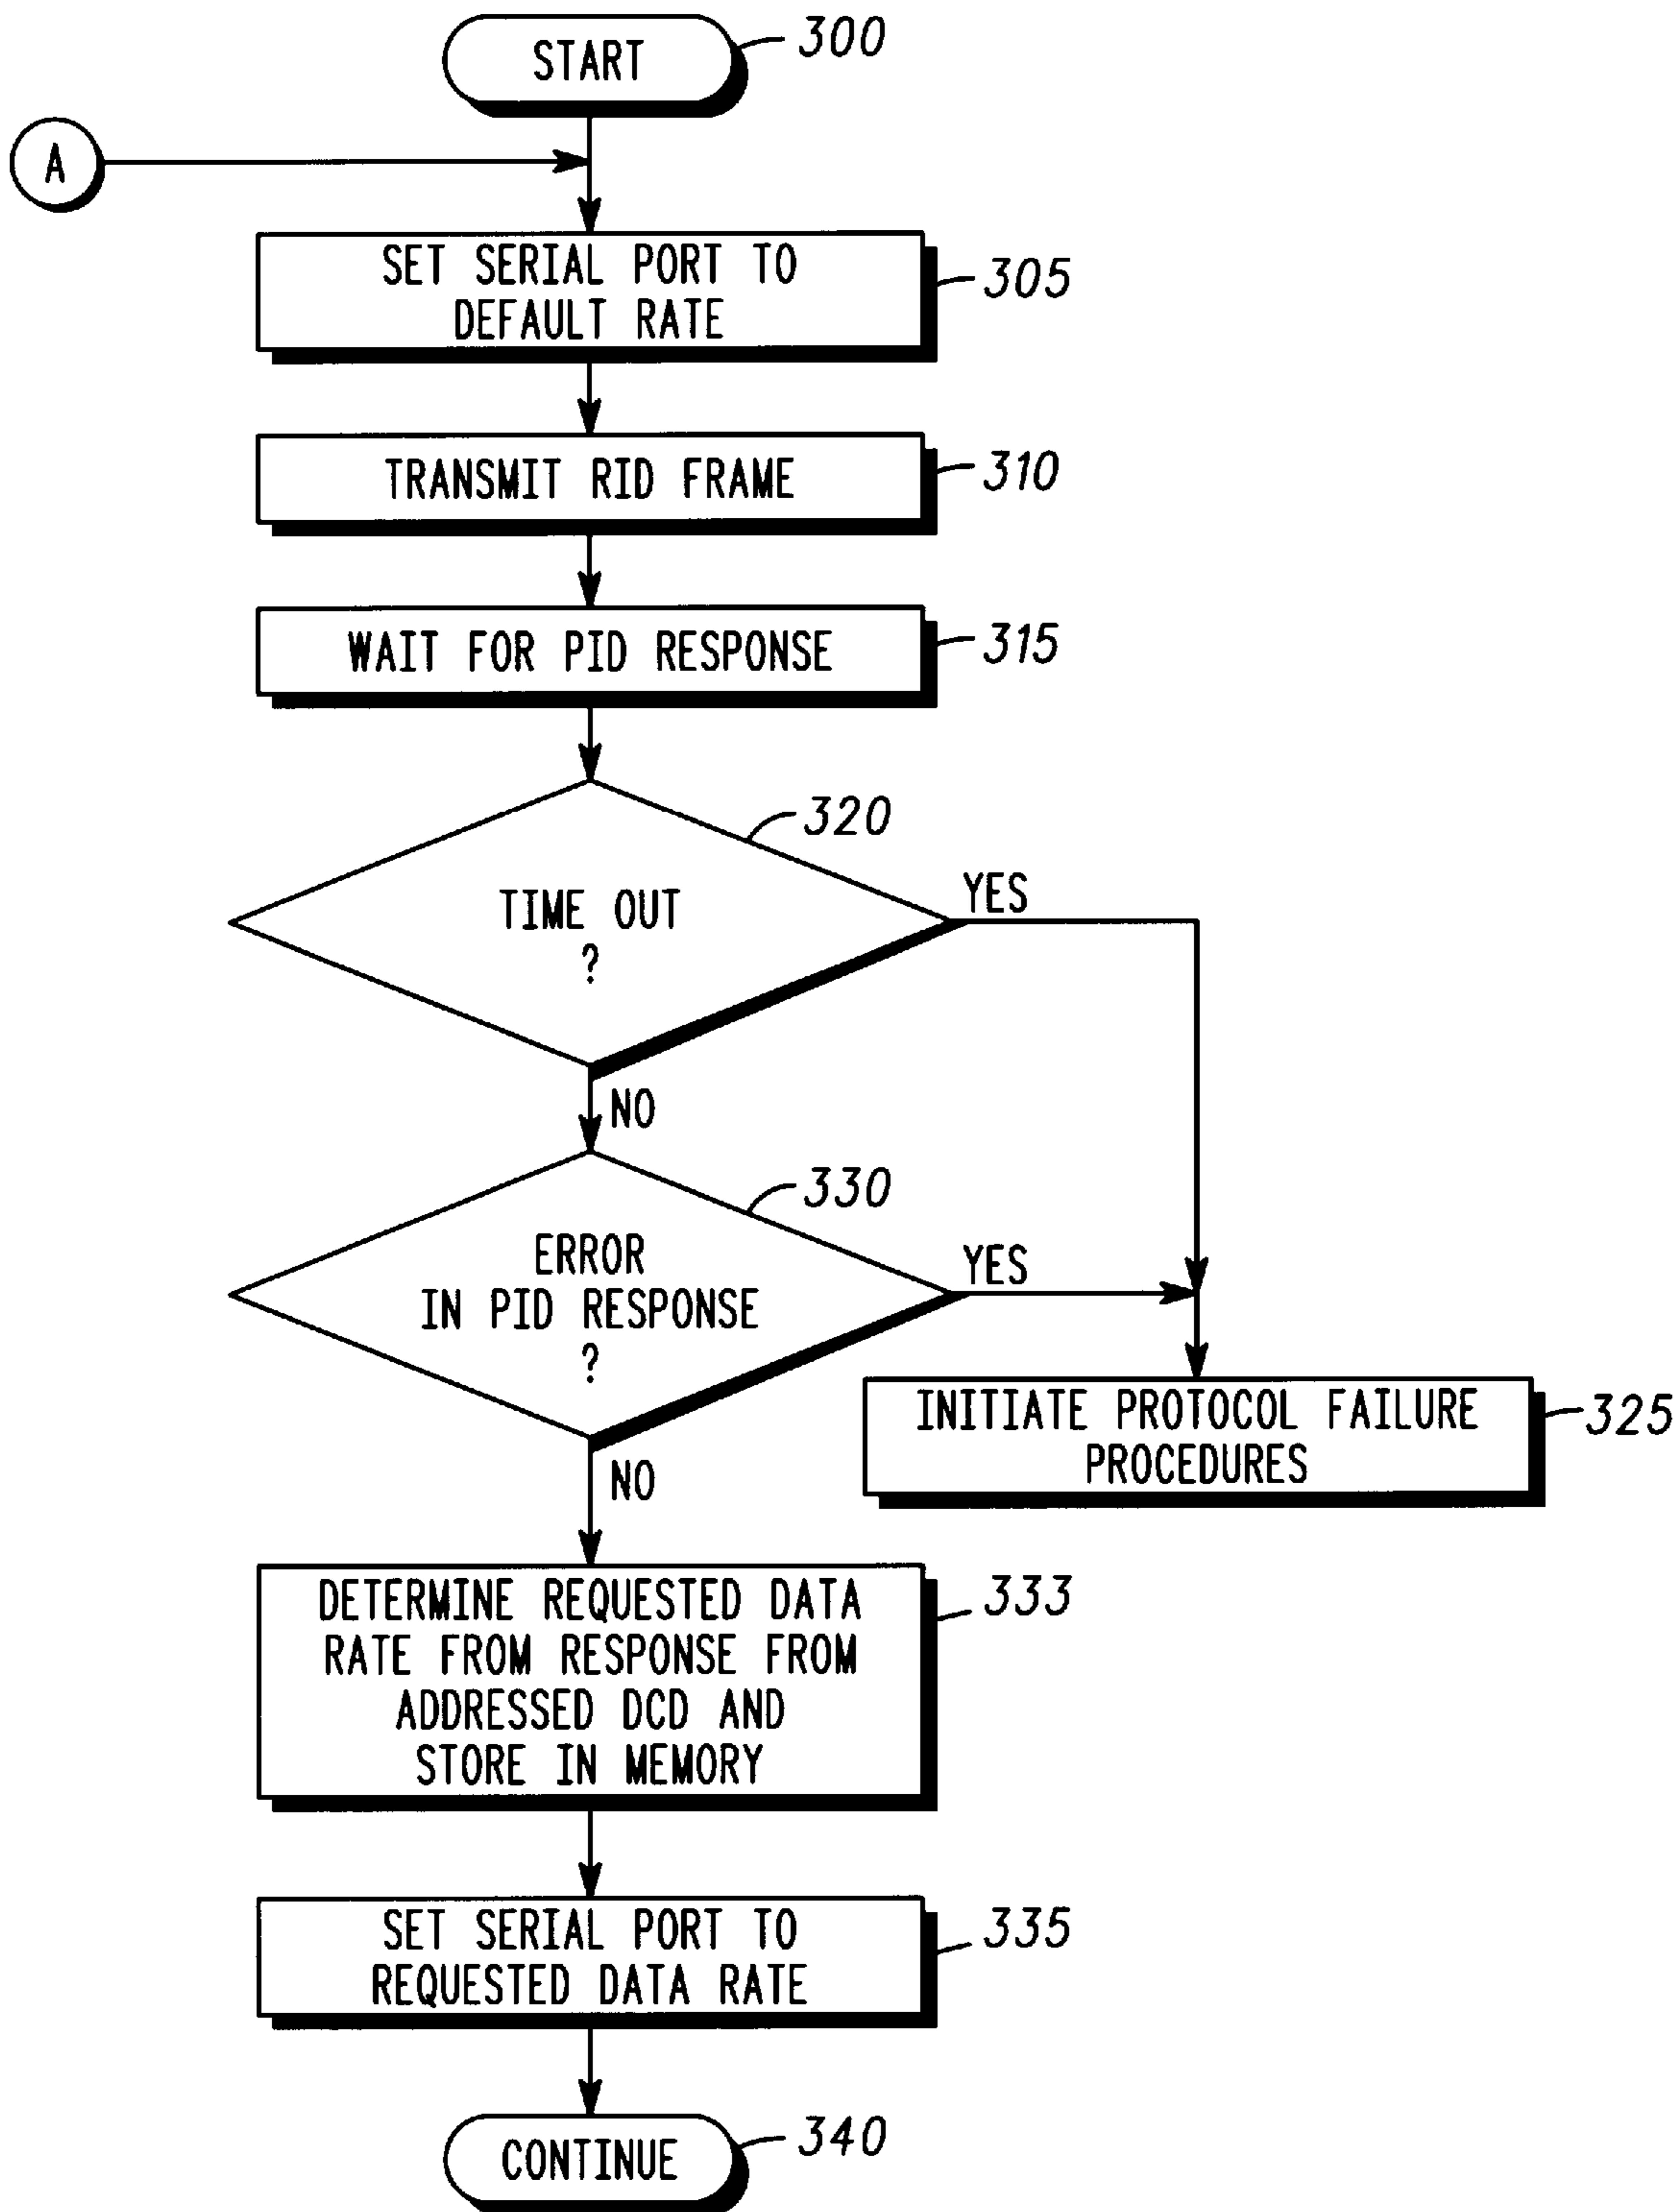 START
300
A
SET SERIAL PORT TO
DEFAULT RATE
305
TRANSMIT RID FRAME
310
WAIT FOR PID RESPONSE
315
320
TIME OUT
?
YES
NO
330
ERROR
IN PID RESPONSE
?
YES
NO
INITIATE PROTOCOL FAILURE
PROCEDURES
325
DETERMINE REQUESTED DATA
RATE FROM RESPONSE FROM
ADDRESSED DCD AND
STORE IN MEMORY
333
SET SERIAL PORT TO
REQUESTED DATA RATE
335
CONTINUE
340